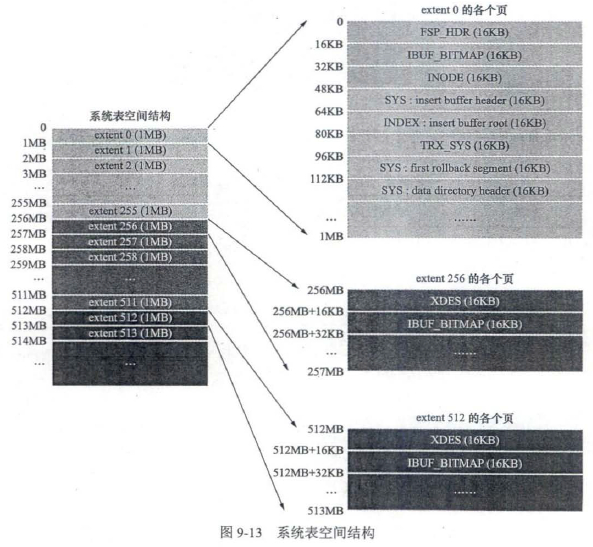 extent 0 的各个页
0
FSP_HDR (16KB)
16KB
IBUF_BITMAP (16KB)
32KB
INODE (16KB)
48KB
SYS : insert buffer header (16KB)
64KB
INDEX : insert buffer root (16KB)
80KB
TRX_SYS (16KB)
96KB
SYS : first rollback segment (16KB)
112KB
SYS : data directory header (16KB)
...
......
1MB
系统表空间结构
0
extent 0 (1MB)
1MB
extent 1 (1MB)
2MB
extent 2 (1MB)
3MB
...
...
255MB
extent 255 (1MB)
256MB
extent 256 (1MB)
257MB
extent 257 (1MB)
258MB
extent 258 (1MB)
259MB
...
...
511MB
extent 511 (1MB)
512MB
extent 512 (1MB)
513MB
extent 513 (1MB)
514MB
...
...
extent 256 的各个页
256MB
XDES (16KB)
256MB+16KB
IBUF_BITMAP (16KB)
256MB+32KB
...
......
257MB
extent 512 的各个页
512MB
XDES (16KB)
512MB+16KB
IBUF_BITMAP (16KB)
512MB+32KB
...
......
513MB
图 9-13 系统表空间结构